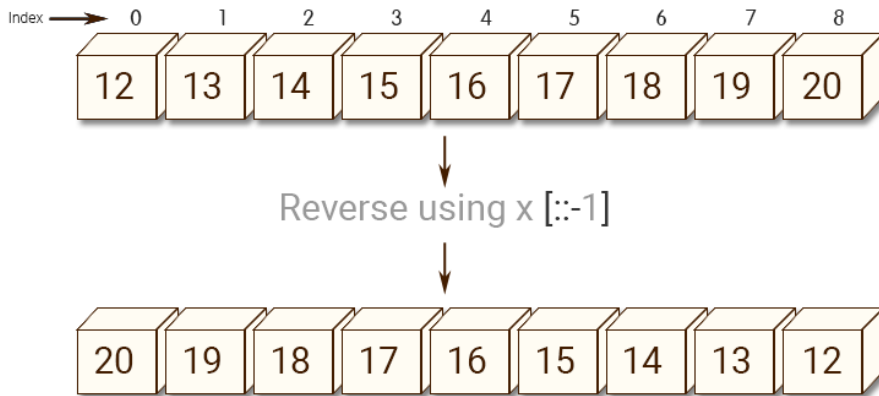 Index 0 1 2 3 4 5 6 7 8
12 13 14 15 16 17 18 19 20
Reverse using x [::-1]
20 19 18 17 16 15 14 13 12